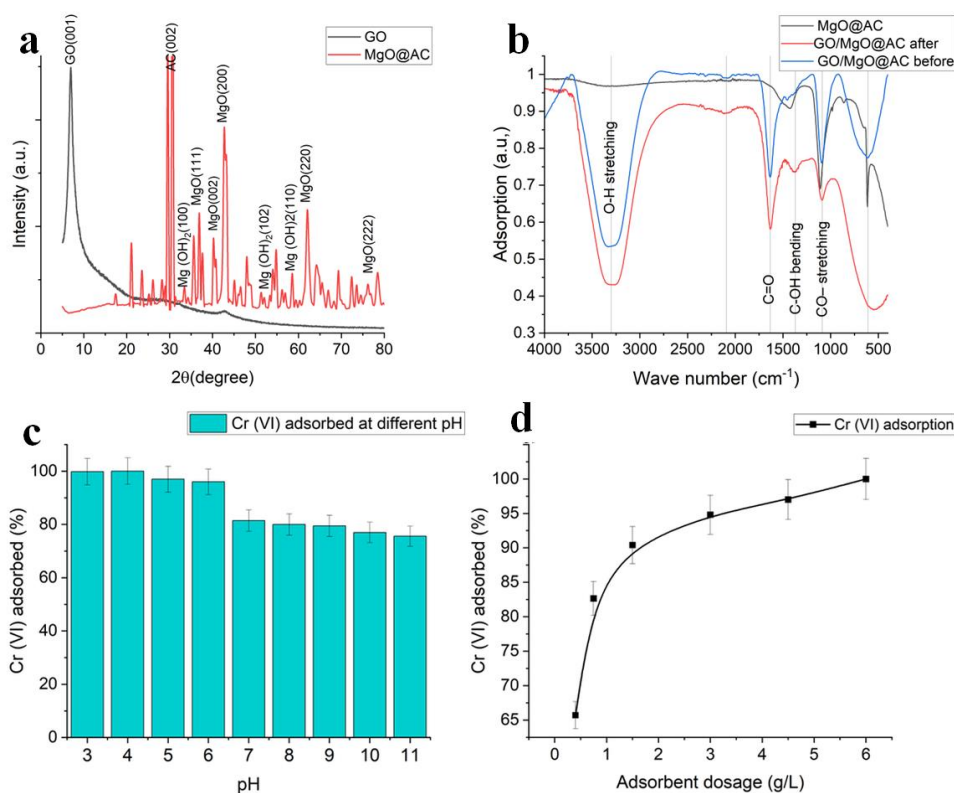 a
GO
MgO@AC
GO(001)
AC(002)
Mg (OH)₂(100)
MgO(111)
MgO(002)
MgO(200)
Mg (OH)₂(102)
Mg (OH)2(110)
MgO(220)
MgO(222)
Intensity (a.u.)
0 10 20 30 40 50 60 70 80
2θ(degree)
b
MgO@AC
GO/MgO@AC after
GO/MgO@AC before
O-H stretching
C=O
C-OH bending
CO– stretching
Adsorption (a.u,)
1
0.9
0.8
0.7
0.6
0.5
0.4
0.3
4000 3500 3000 2500 2000 1500 1000 500
Wave number (cm⁻¹)
c
Cr (VI) adsorbed at different pH
Cr (VI) adsorbed (%)
100
80
60
40
20
0
3 4 5 6 7 8 9 10 11
pH
d
Cr (VI) adsorption
Cr (VI) adsorbed (%)
100
95
90
85
80
75
70
65
0 1 2 3 4 5 6
Adsorbent dosage (g/L)